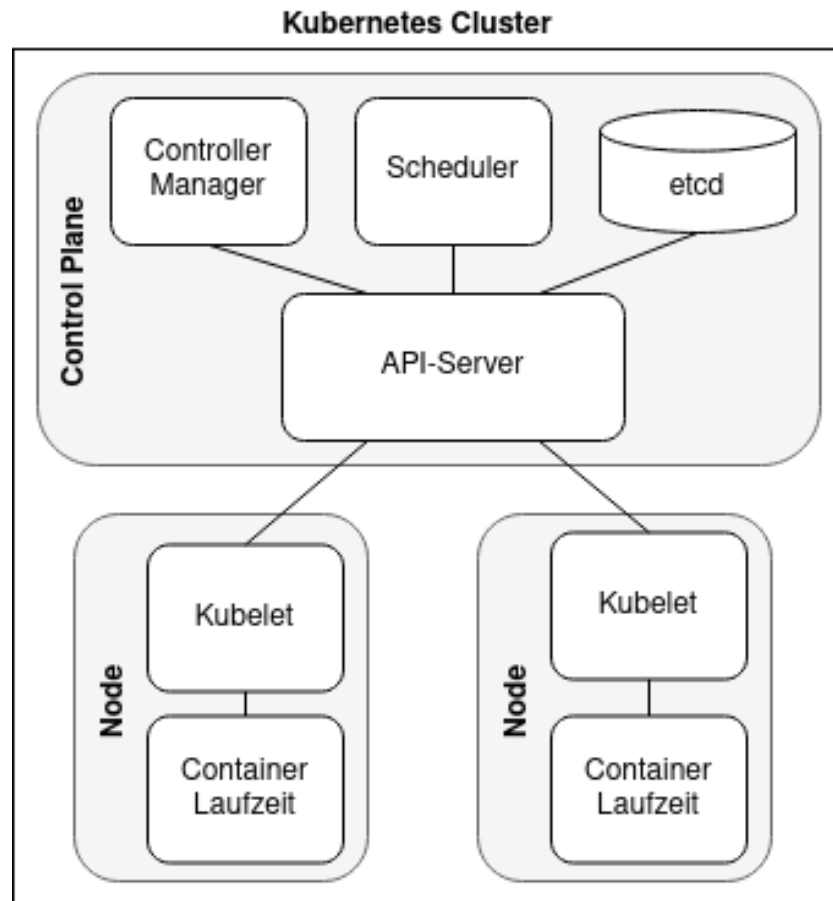 Kubernetes Cluster
Control Plane
Controller
Manager
Scheduler
etcd
API-Server
Node
Kubelet
Container
Laufzeit
Node
Kubelet
Container
Laufzeit